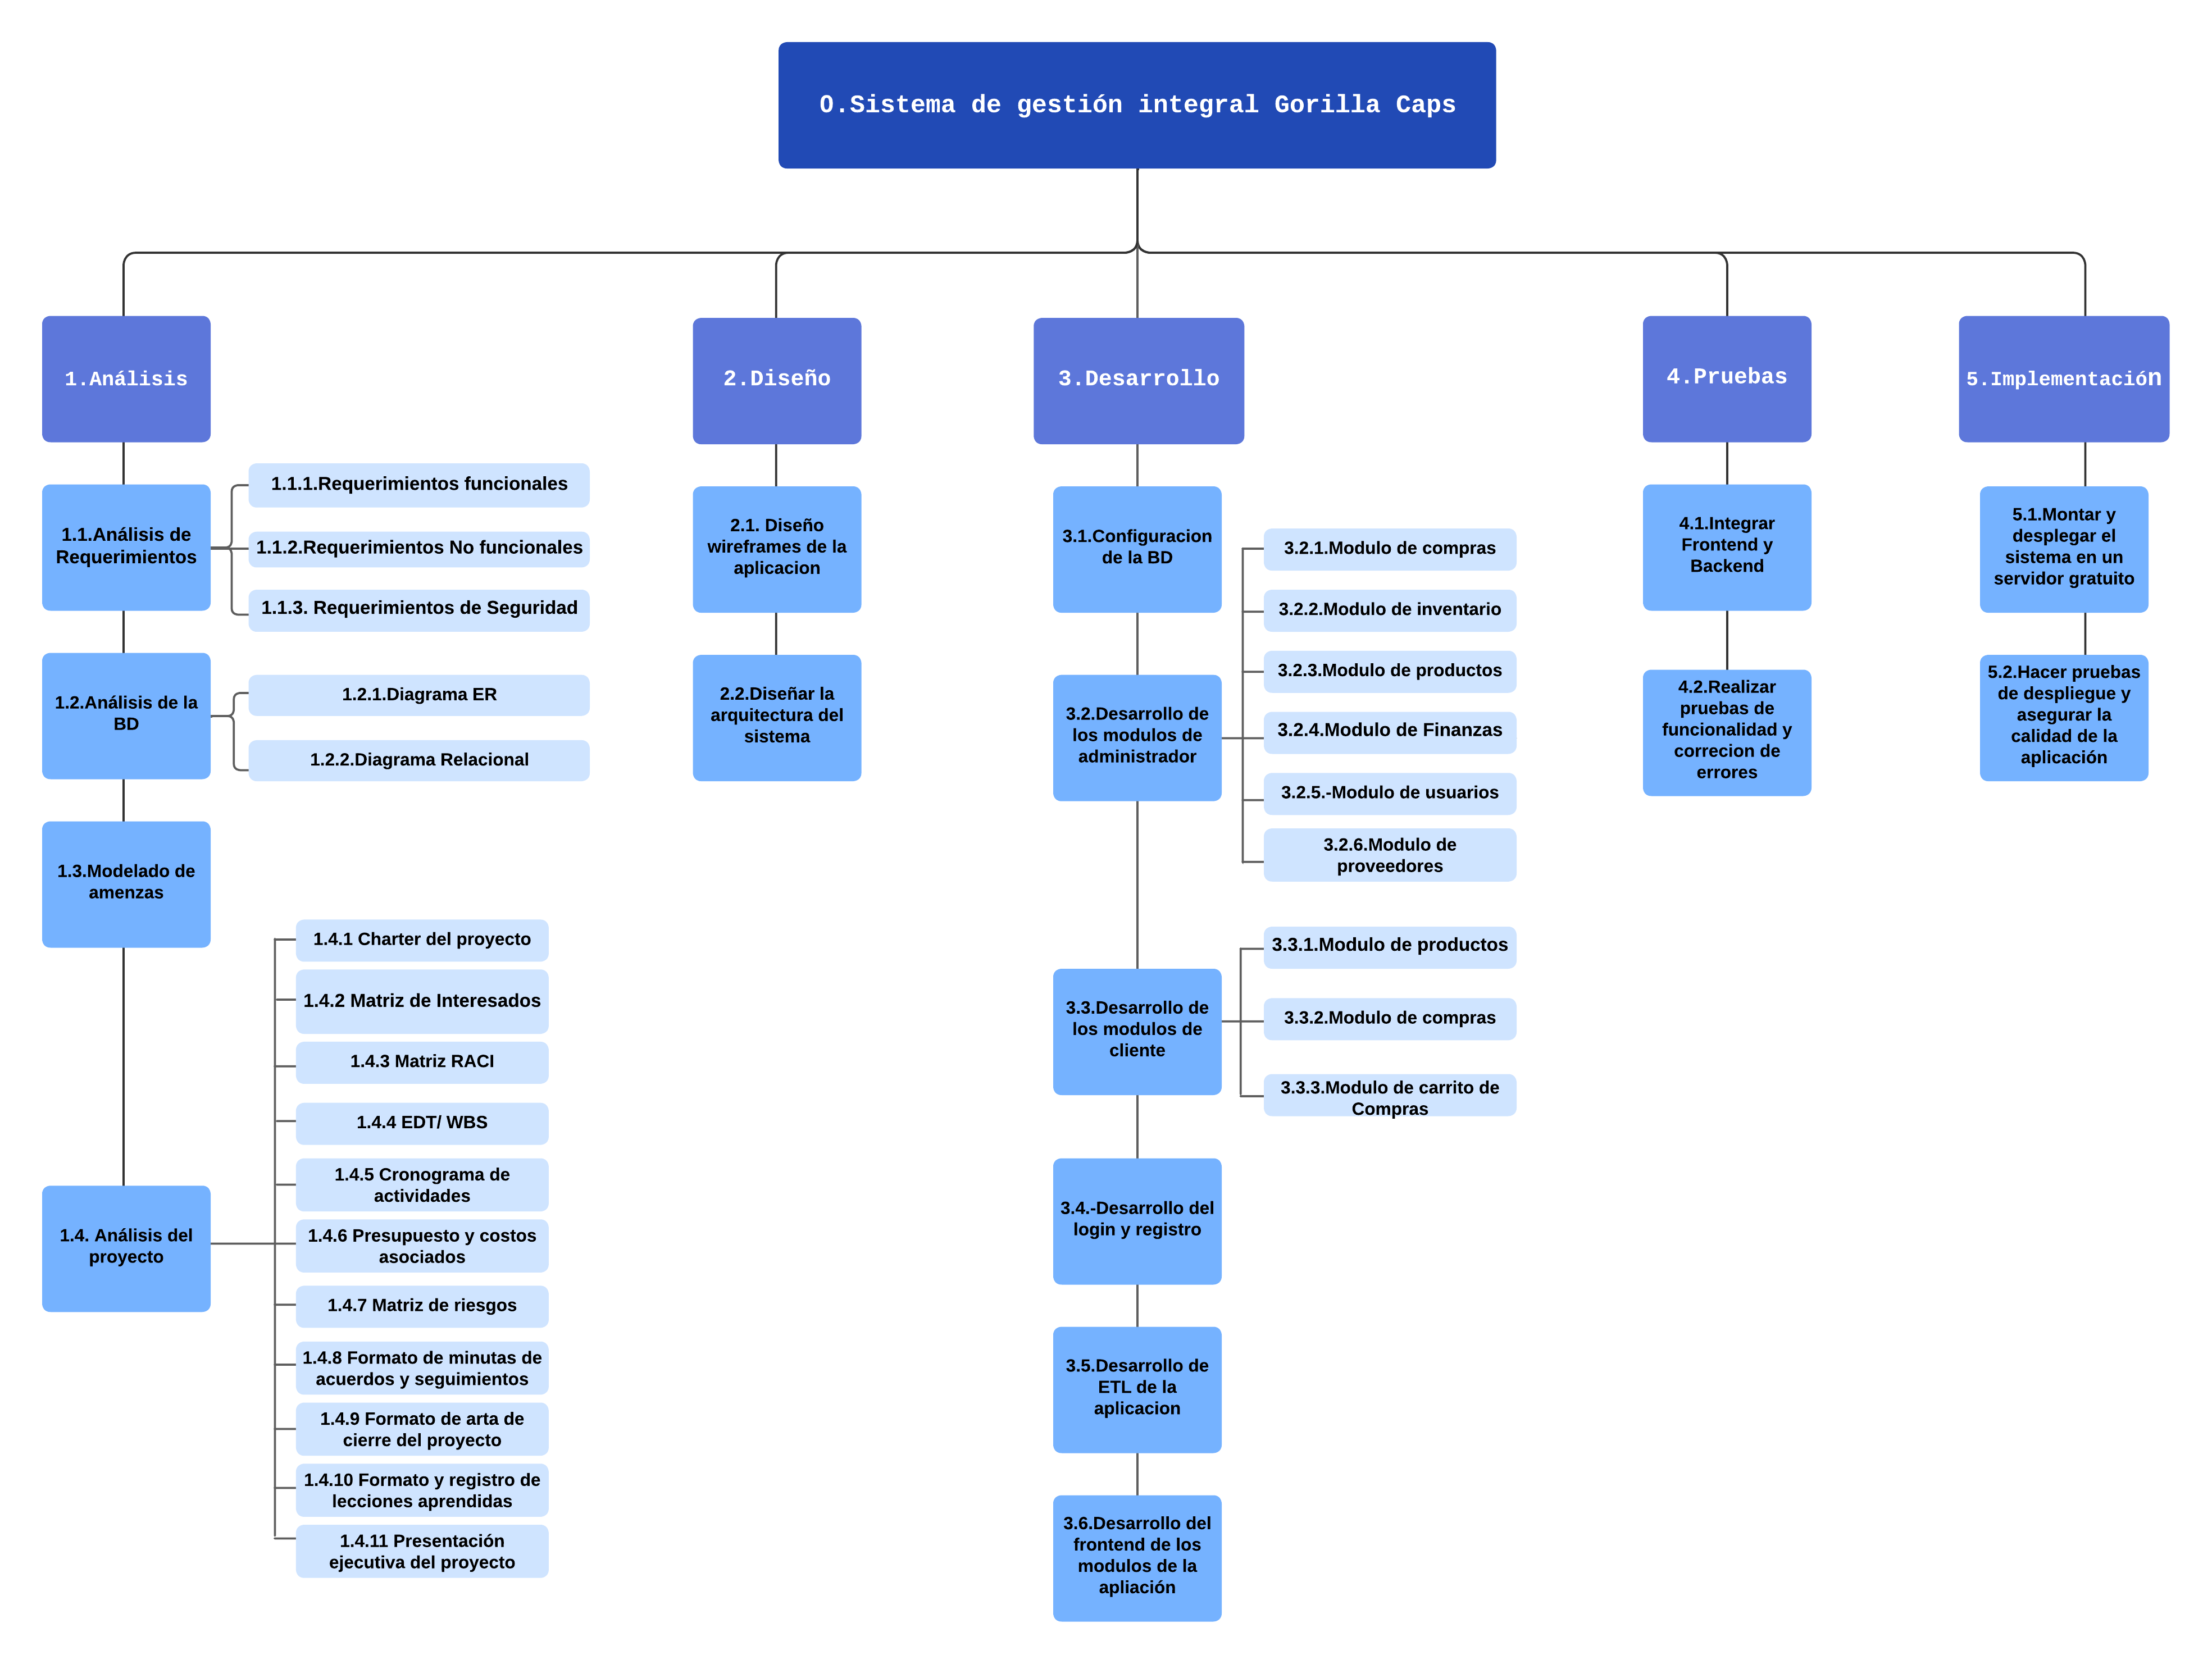 0.Sistema de gestión integral Gorilla Caps
1.Análisis
2.Diseño
3.Desarrollo
4.Pruebas
5.Implementación
1.1.Análisis de
Requerimientos
1.1.1.Requerimientos funcionales
1.1.2.Requerimientos No funcionales
1.1.3. Requerimientos de Seguridad
1.2.Análisis de la
BD
1.2.1.Diagrama ER
1.2.2.Diagrama Relacional
1.3.Modelado de
amenzas
1.4. Análisis del
proyecto
1.4.1 Charter del proyecto
1.4.2 Matriz de Interesados
1.4.3 Matriz RACI
1.4.4 EDT/ WBS
1.4.5 Cronograma de
actividades
1.4.6 Presupuesto y costos
asociados
1.4.7 Matriz de riesgos
1.4.8 Formato de minutas de
acuerdos y seguimientos
1.4.9 Formato de arta de
cierre del proyecto
1.4.10 Formato y registro de
lecciones aprendidas
1.4.11 Presentación
ejecutiva del proyecto
2.1. Diseño
wireframes de la
aplicacion
2.2.Diseñar la
arquitectura del
sistema
3.1.Configuracion
de la BD
3.2.Desarrollo de
los modulos de
administrador
3.2.1.Modulo de compras
3.2.2.Modulo de inventario
3.2.3.Modulo de productos
3.2.4.Modulo de Finanzas
3.2.5.-Modulo de usuarios
3.2.6.Modulo de
proveedores
3.3.Desarrollo de
los modulos de
cliente
3.3.1.Modulo de productos
3.3.2.Modulo de compras
3.3.3.Modulo de carrito de
Compras
3.4.-Desarrollo del
login y registro
3.5.Desarrollo de
ETL de la
aplicacion
3.6.Desarrollo del
frontend de los
modulos de la
apliación
4.1.Integrar
Frontend y
Backend
4.2.Realizar
pruebas de
funcionalidad y
correcion de
errores
5.1.Montar y
desplegar el
sistema en un
servidor gratuito
5.2.Hacer pruebas
de despliegue y
asegurar la
calidad de la
aplicación